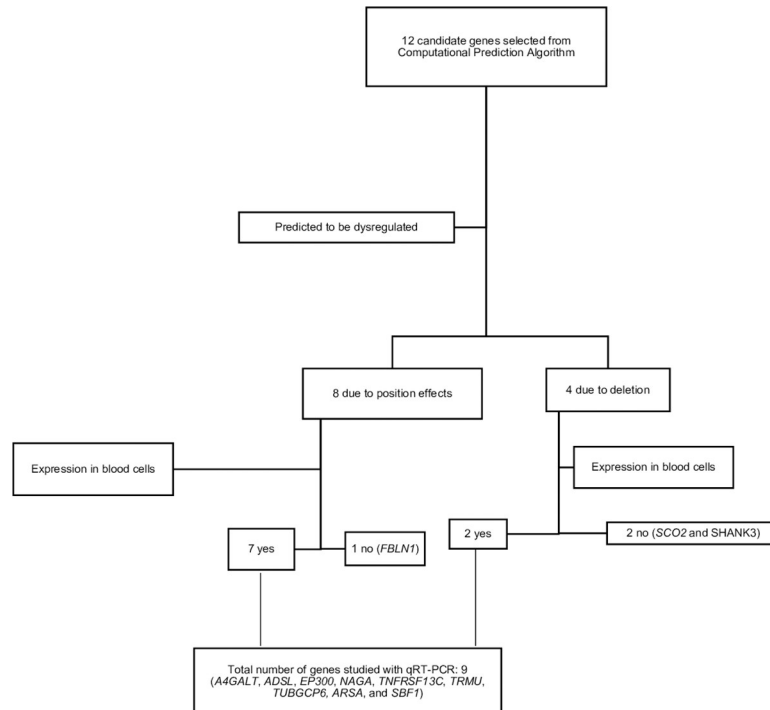 12 candidate genes selected from
Computational Prediction Algorithm
Predicted to be dysregulated
8 due to position effects
4 due to deletion
Expression in blood cells
Expression in blood cells
7 yes
1 no (FBLN1)
2 yes
2 no (SCO2 and SHANK3)
Total number of genes studied with qRT-PCR: 9
(A4GALT, ADSL, EP300, NAGA, TNFRSF13C, TRMU,
TUBGCP6, ARSA, and SBF1)